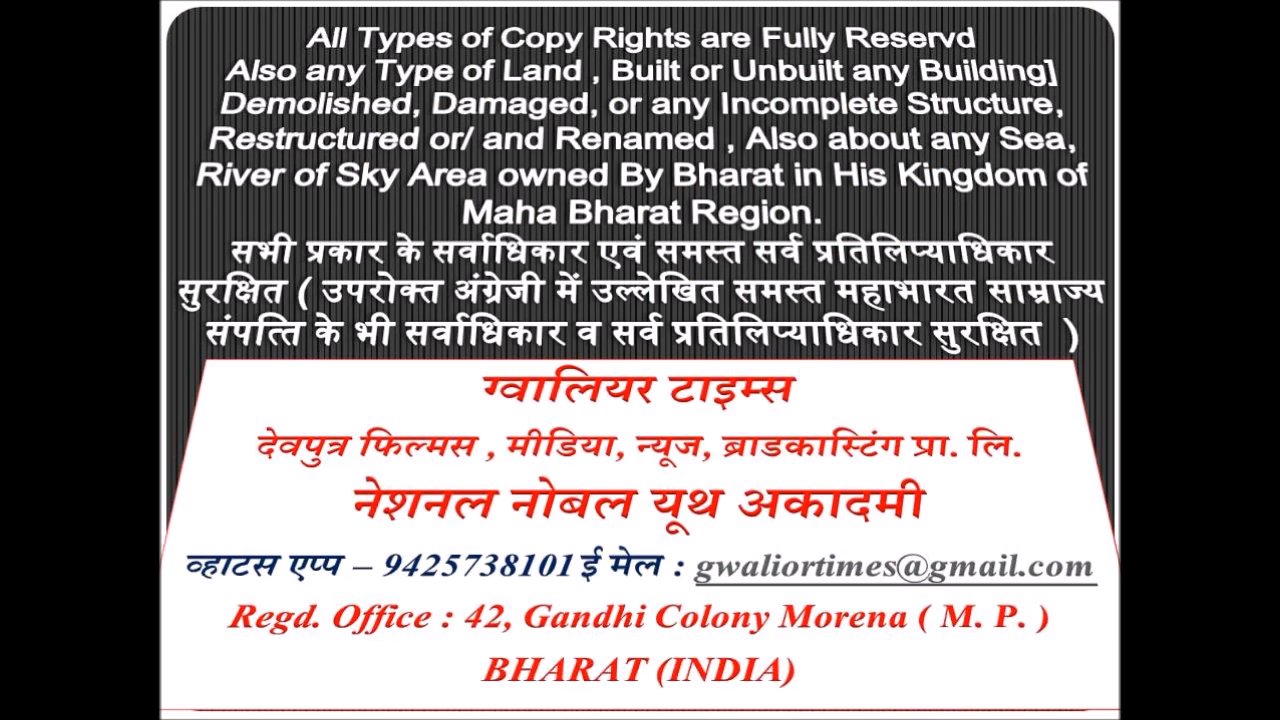 All Types of Copy Rights are Fully Reservd
Also any Type of Land , Built or Unbuilt any Building]
Demolished, Damaged, or any Incomplete Structure,
Restructured or/ and Renamed , Also about any Sea,
River of Sky Area owned By Bharat in His Kingdom of
Maha Bharat Region.
सभी प्रकार के सर्वाधिकार एवं समस्त सर्व प्रतिलिप्याधिकार
सुरक्षित ( उपरोक्त अंग्रेजी में उल्लेखित समस्त महाभारत साम्राज्य
संपत्ति के भी सर्वाधिकार व सर्व प्रतिलिप्याधिकार सुरक्षित )
ग्वालियर टाइम्स
देवपुत्र फिल्मस , मीडिया, न्यूज, ब्राडकास्टिंग प्रा. लि.
नेशनल नोबल यूथ अकादमी
व्हाटस एप्प – 9425738101 ई मेल : gwaliortimes@gmail.com
Regd. Office : 42, Gandhi Colony Morena ( M. P. )
BHARAT (INDIA)